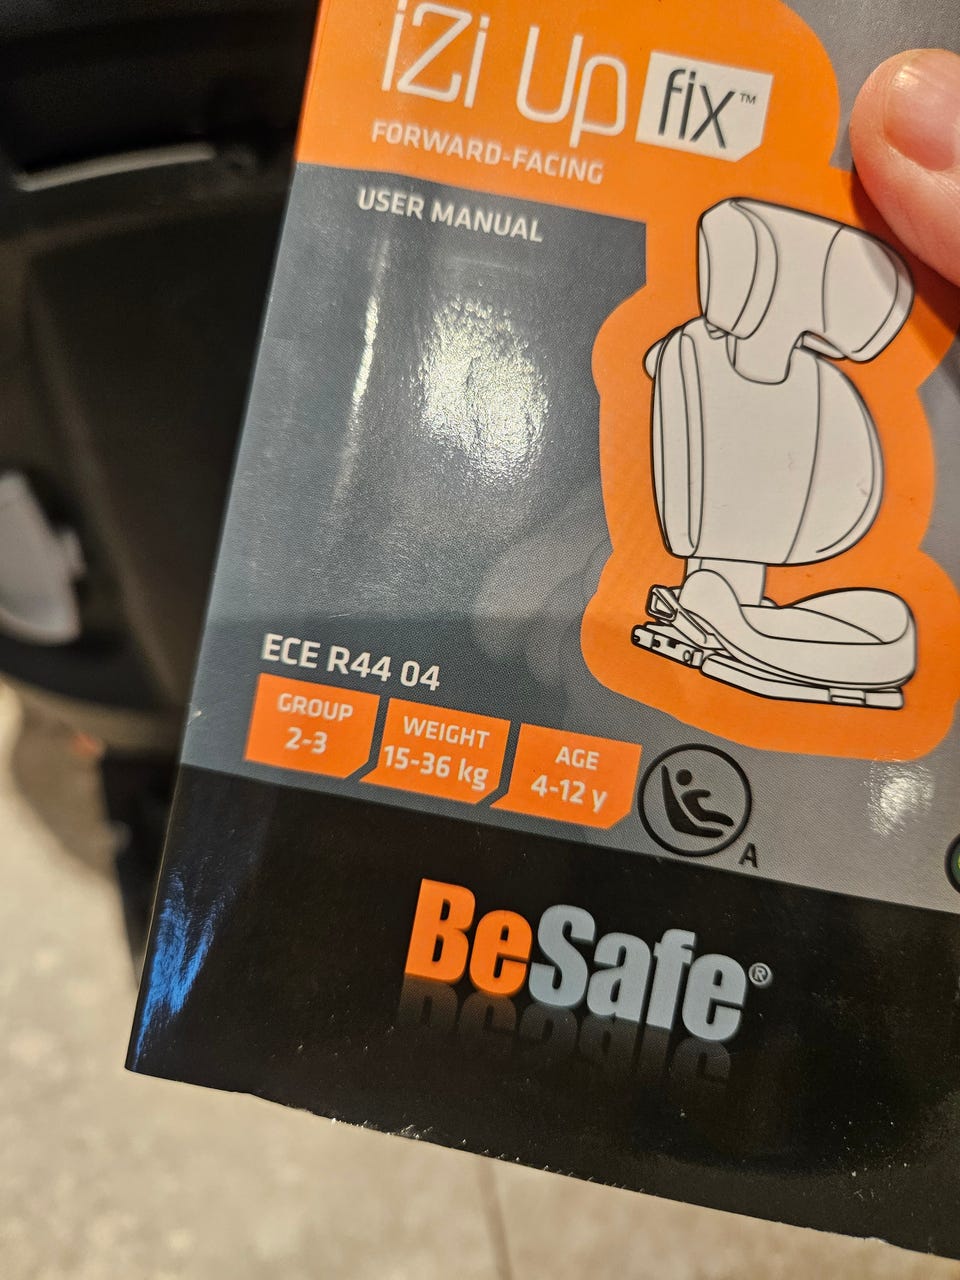 iZi Up fix™
FORWARD-FACING
USER MANUAL
ECE R44 04
GROUP
2-3
WEIGHT
15-36 kg
AGE
4-12 y
A
BeSafe®